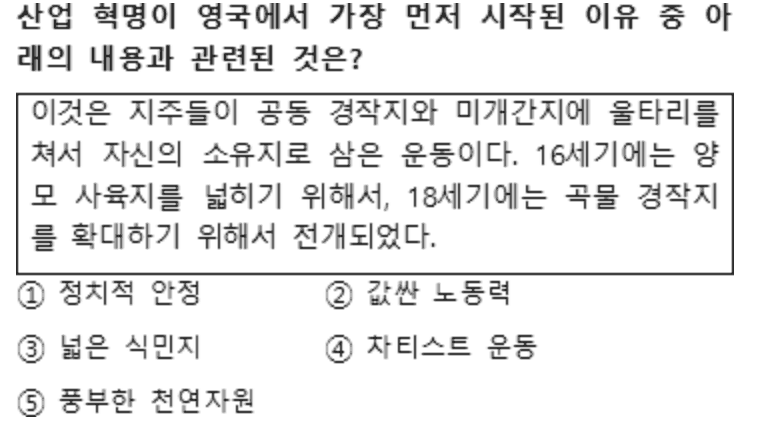 산업 혁명이 영국에서 가장 먼저 시작된 이유 중 아
래의 내용과 관련된 것은?
이것은 지주들이 공동 경작지와 미개간지에 울타리를
쳐서 자신의 소유지로 삼은 운동이다. 16세기에는 양
모 사육지를 넓히기 위해서, 18세기에는 곡물 경작지
를 확대하기 위해서 전개되었다.
① 정치적 안정 ② 값싼 노동력
③ 넓은 식민지 ④ 차티스트 운동
⑤ 풍부한 천연자원